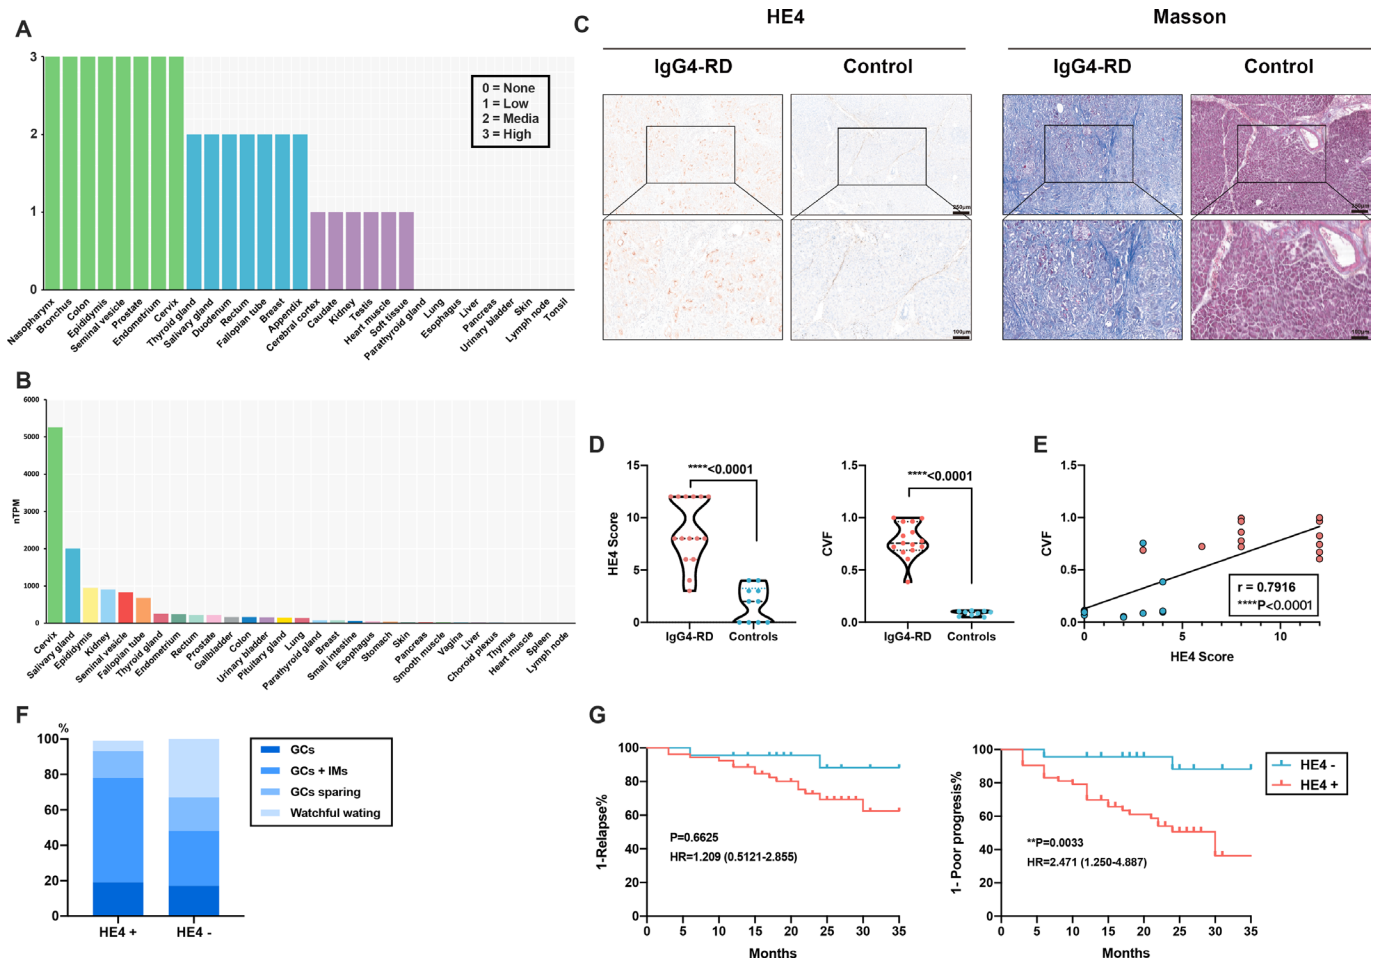 A
3
2
1
0
0 = None
1 = Low
2 = Media
3 = High
Nasopharynx
Bronchus
Colon
Epididymis
Seminal vesicle
Prostate
Endometrium
Cervix
Thyroid gland
Salivary gland
Duodenum
Rectum
Fallopian tube
Breast
Appendix
Cerebral cortex
Caudate
Kidney
Testis
Heart muscle
Soft tissue
Parathyroid gland
Lung
Esophagus
Liver
Pancreas
Urinary bladder
Skin
Lymph node
Tonsil
B
nTPM
6000
5000
4000
3000
2000
1000
0
Cervix
Salivary gland
Epididymis
Kidney
Seminal vesicle
Fallopian tube
Thyroid gland
Endometrium
Rectum
Prostate
Gallbladder
Colon
Urinary bladder
Pituitary gland
Lung
Parathyroid gland
Breast
Small intestine
Esophagus
Stomach
Skin
Pancreas
Smooth muscle
Vagina
Liver
Choroid plexus
Thymus
Heart muscle
Spleen
Lymph node
C
HE4
Masson
IgG4-RD
Control
IgG4-RD
Control
250μm
100μm
D
HE4 Score
15
10
5
0
****<0.0001
IgG4-RD
Controls
CVF
1.5
1.0
0.5
0.0
****<0.0001
IgG4-RD
Controls
E
CVF
1.5
1.0
0.5
0.0
r = 0.7916
****P<0.0001
0
5
10
HE4 Score
F
%
100
80
60
40
20
0
HE4 +
HE4 -
GCs
GCs + IMs
GCs sparing
Watchful wating
G
1-Relapse%
100
80
60
40
20
0
P=0.6625
HR=1.209 (0.5121-2.855)
0
5
10
15
20
25
30
35
Months
1- Poor progresis%
100
80
60
40
20
0
**P=0.0033
HR=2.471 (1.250-4.887)
0
5
10
15
20
25
30
35
Months
HE4 -
HE4 +